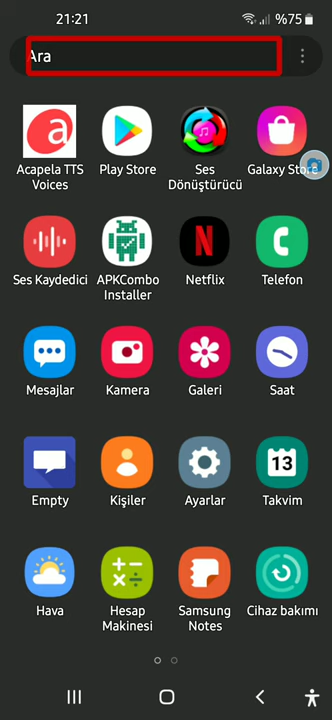 21:21
%75
Ara
Acapela TTS
Voices
Play Store
Ses
Dönüştürücü
Galaxy Store
Ses Kaydedici
APKCombo
Installer
Netflix
Telefon
Mesajlar
Kamera
Galeri
Saat
Empty
Kişiler
Ayarlar
13
Takvim
Hava
Hesap
Makinesi
Samsung
Notes
Cihaz bakımı